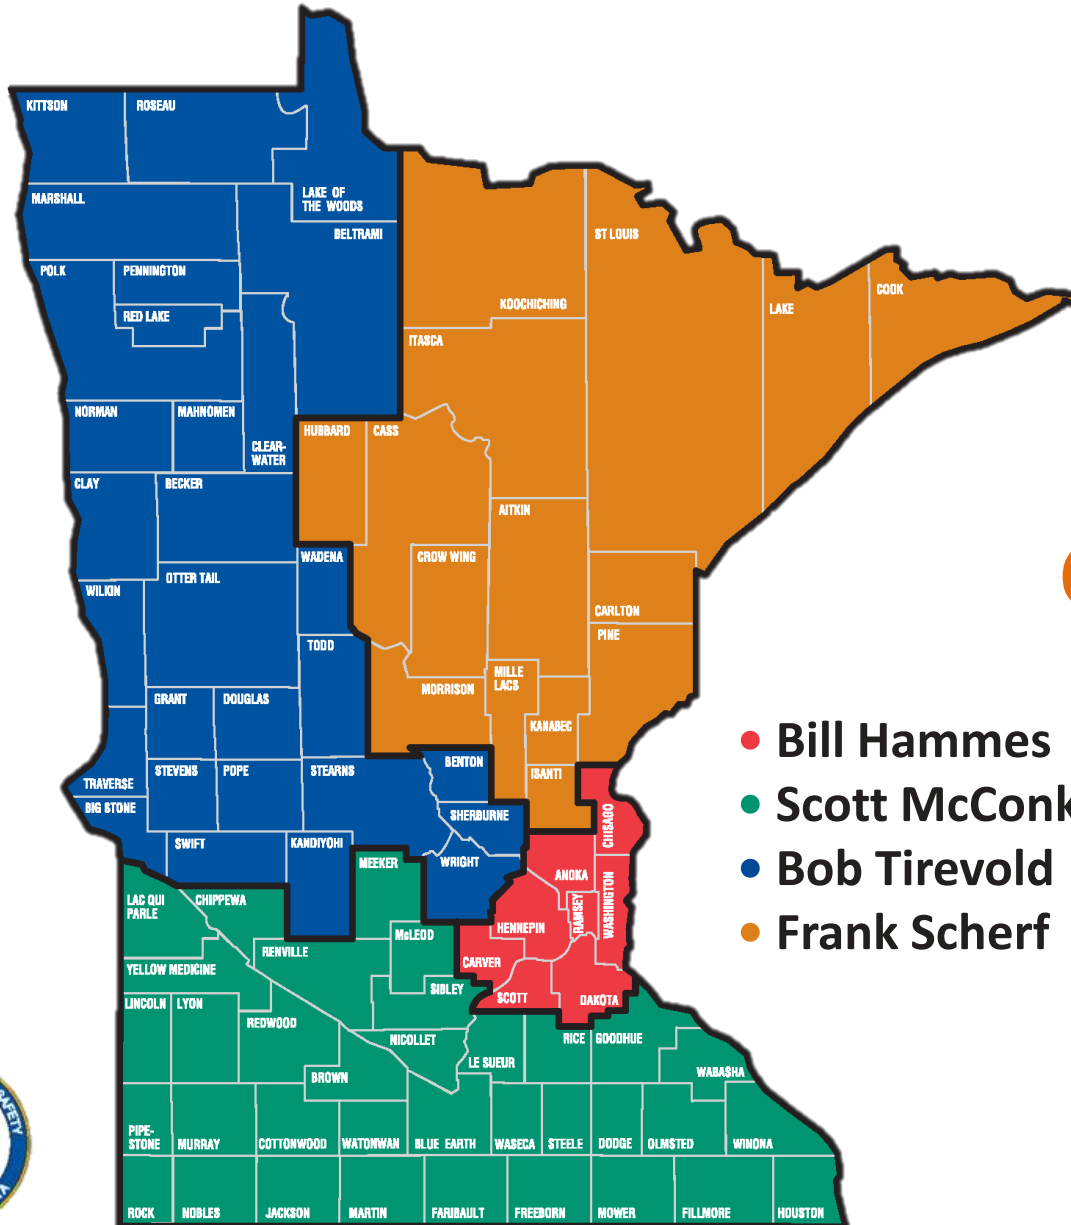 KITTSON
ROSEAU
MARSHALL
LAKE OF
THE WOODS
BELTRAMI
ST LOUIS
POLK
PENNINGTON
COOK
KOOCHICHING
LAKE
RED LAKE
ITASCA
NORMAN
MAHNOMEN
HUBBARD
CASS
CLEAR-
WATER
CLAY
BECKER
AITKIN
WADENA
CROW WING
OTTER TAIL
WILKIN
CARLTON
PINE
TODD
MILLE
LACS
MORRISON
GRANT
DOUGLAS
KANABEC
BENTON
STEVENS
POPE
STEARNS
ISANTI
TRAVERSE
BIG STONE
CHISAGO
SHERBURNE
SWIFT
KANDIYOHI
MEEKER
WRIGHT
ANOKA
LAC QUI
PARLE
CHIPPEWA
RAMSEY
WASHINGTON
HENNEPIN
McLEOD
RENVILLE
CARVER
YELLOW MEDICINE
SIBLEY
SCOTT
DAKOTA
LINCOLN
LYON
REDWOOD
NICOLLET
RICE
GOODHUE
LE SUEUR
WABASHA
BROWN
PIPE-
STONE
MURRAY
COTTONWOOD
WATONWAN
BLUE EARTH
WASECA
STEELE
DODGE
OLMSTED
WINONA
ROCK
NOBLES
JACKSON
MARTIN
FARIBAULT
FREEBORN
MOWER
FILLMORE
HOUSTON
• Bill Hammes
• Scott McConk
• Bob Tirevold
• Frank Scherf
AFETY